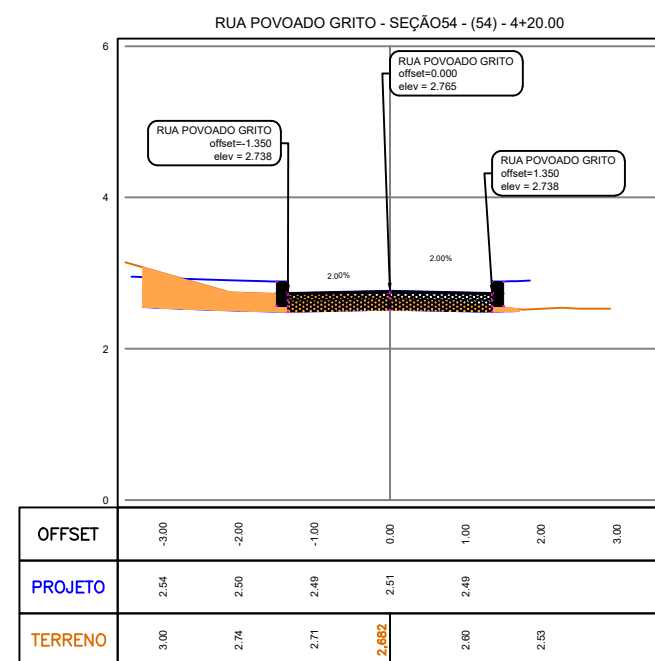 RUA POVOADO GRITO - SEÇÃO54 - (54) - 4+20.00
6
RUA POVOADO GRITO
offset=0.000
elev = 2.765
RUA POVOADO GRITO
offset=-1.350
elev = 2.738
RUA POVOADO GRITO
offset=1.350
elev = 2.738
4
2.00%
2.00%
2
0
OFFSET -3.00 -2.00 -1.00 0.00 1.00 2.00 3.00
PROJETO 2.54 2.50 2.49 2.51 2.49
TERRENO 3.00 2.74 2.71 2,682 2.60 2.53